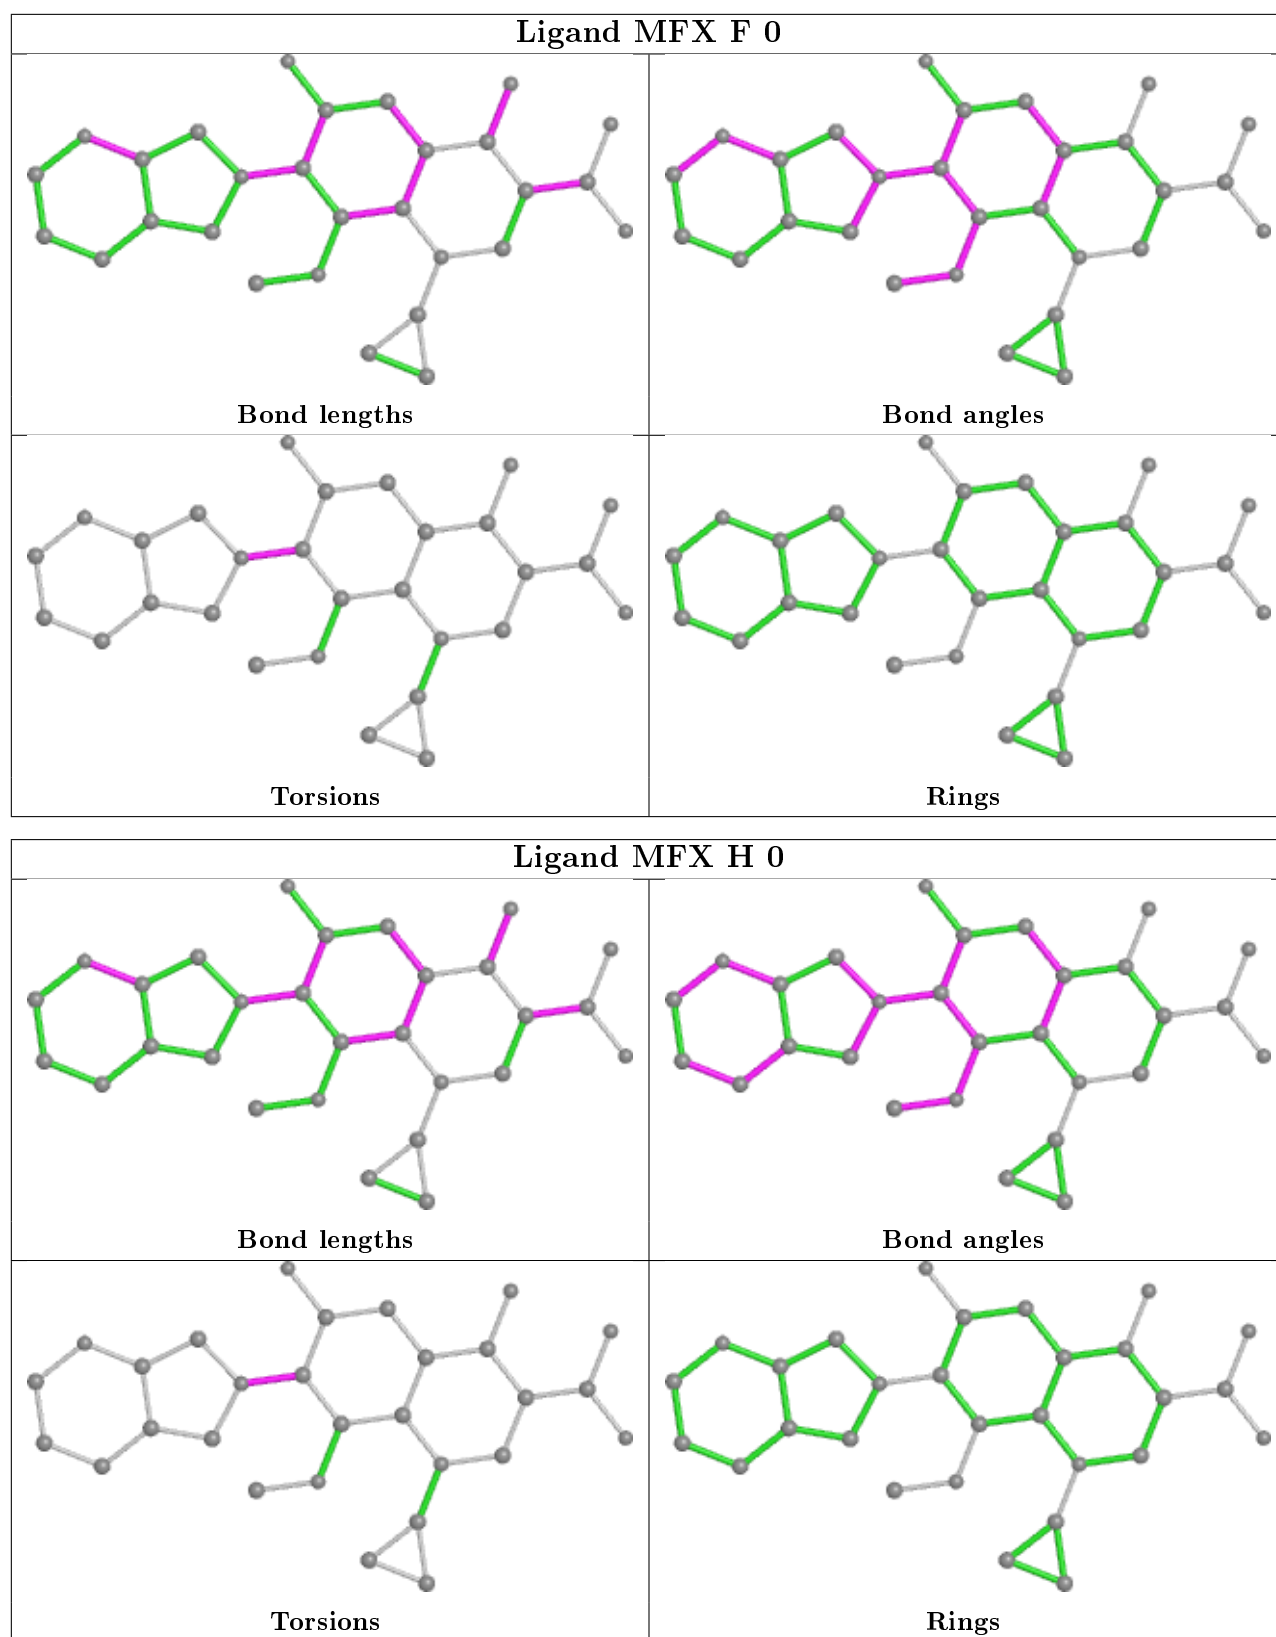 Ligand MFX F 0
Bond lengths
Bond angles
Torsions
Rings
Ligand MFX H 0
Bond lengths
Bond angles
Torsions
Rings